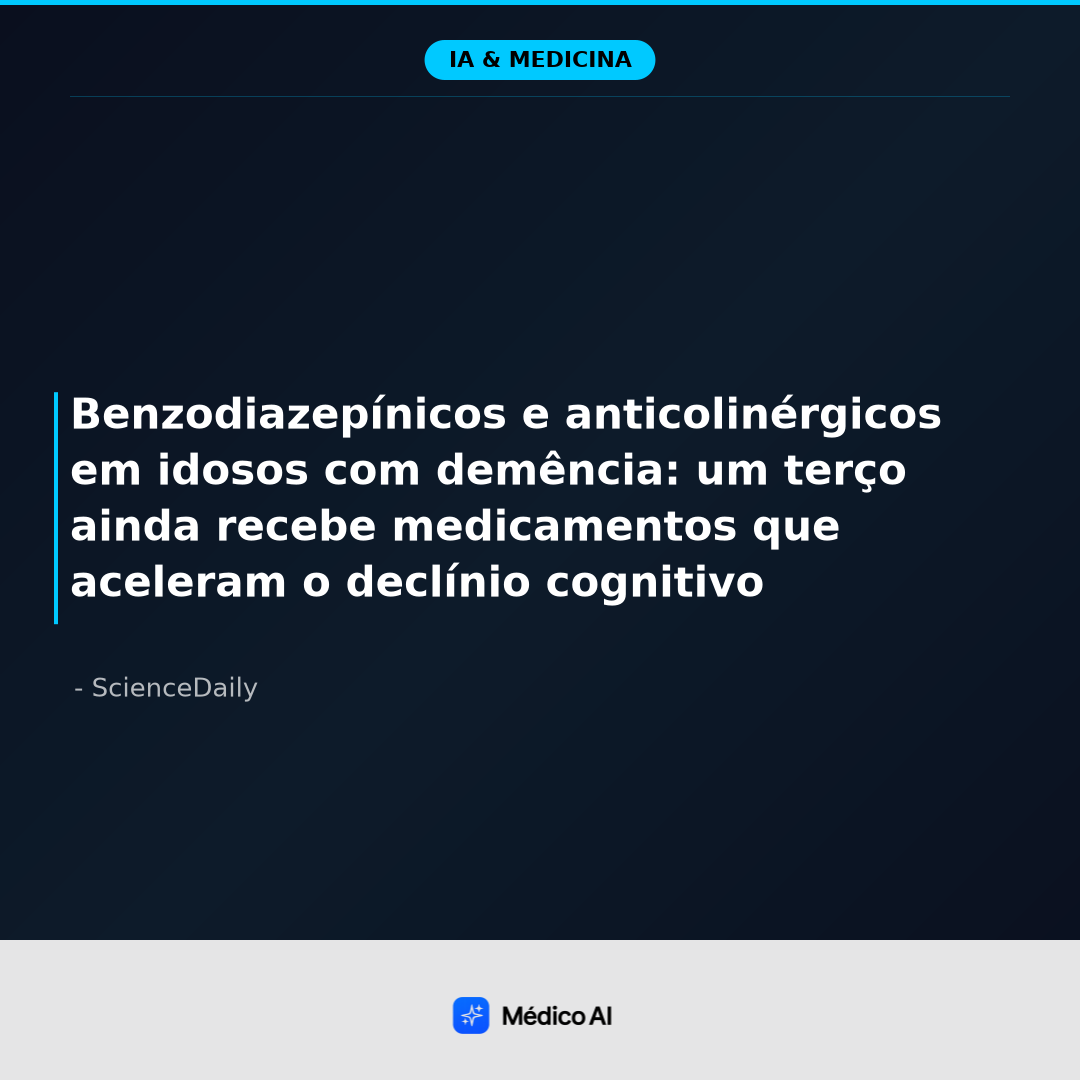 IA & MEDICINA
Benzodiazepínicos e anticolinérgicos
em idosos com demência: um terço
ainda recebe medicamentos que
aceleram o declínio cognitivo
- ScienceDaily
Médico AI